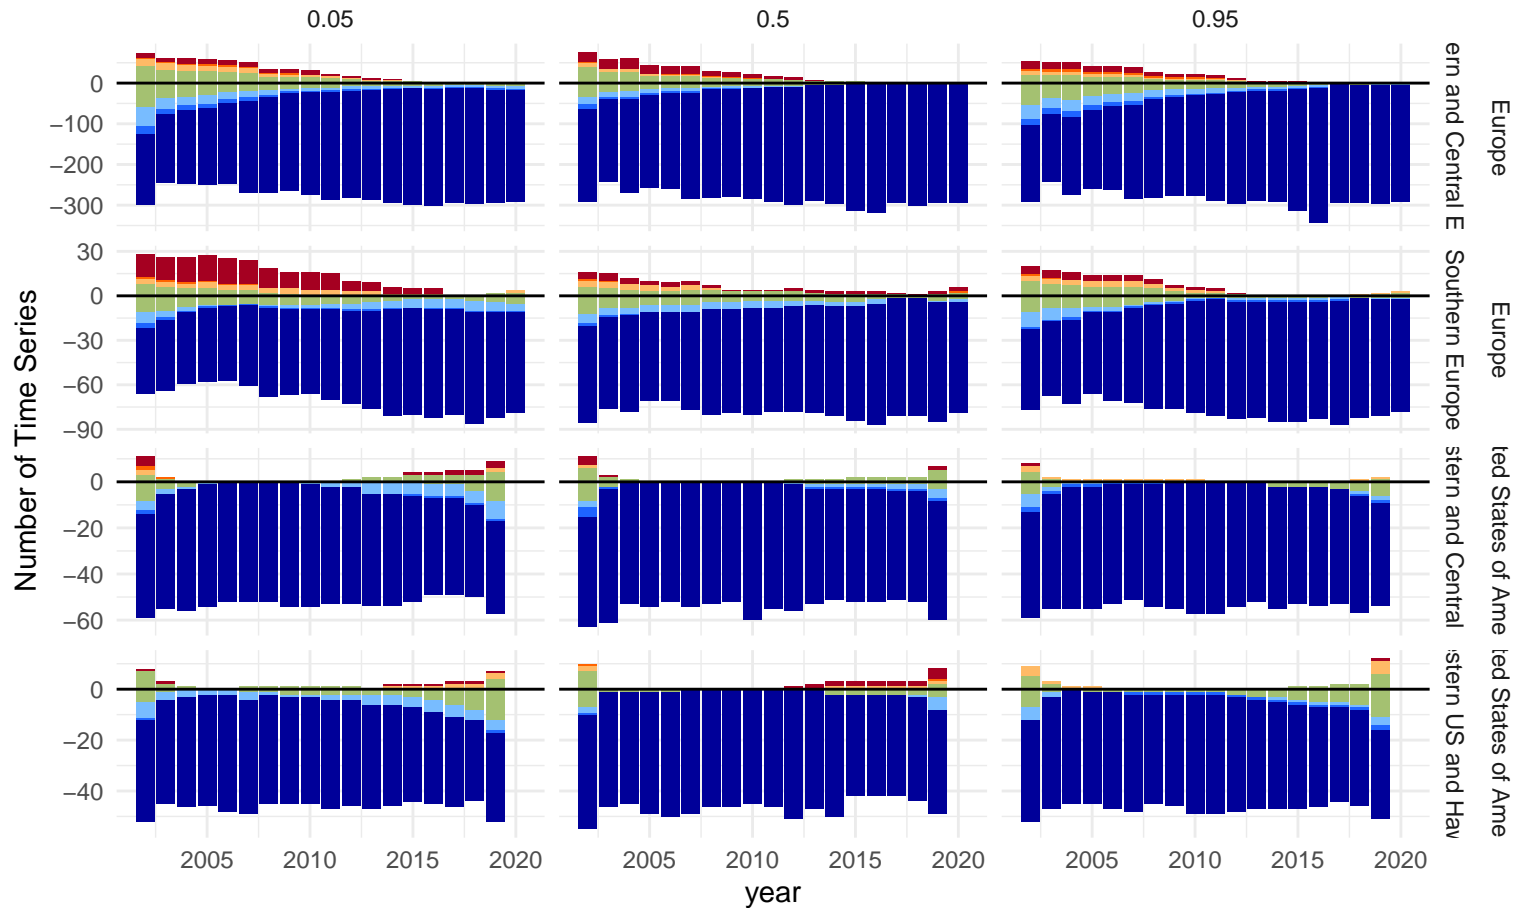 0.05 0.5 0.95
0
−100
−200
−300
ern and Central E
Europe
30
0
−30
−60
−90
Southern Europe
Europe
0
−20
−40
−60
stern and Central
ted States of Ame
0
−20
−40
stern US and Haw
ted States of Ame
Number of Time Series
2005 2010 2015 2020 2005 2010 2015 2020 2005 2010 2015 2020
year